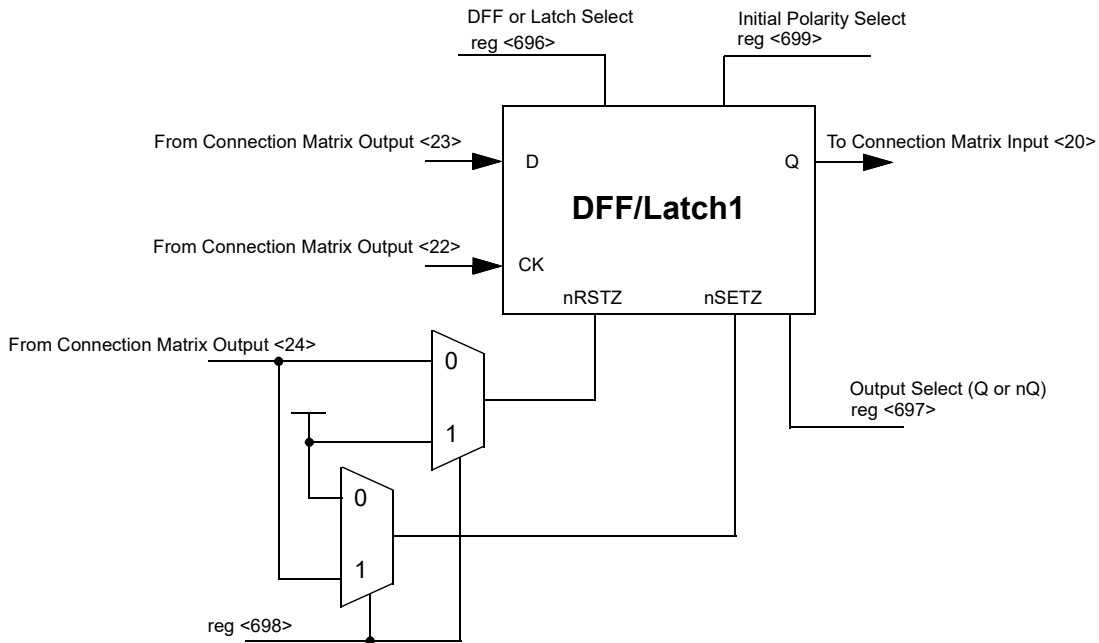 DFF or Latch Select
reg <696>
Initial Polarity Select
reg <699>
From Connection Matrix Output <23>
D
Q
To Connection Matrix Input <20>
DFF/Latch1
From Connection Matrix Output <22>
CK
nRSTZ
nSETZ
From Connection Matrix Output <24>
0
1
Output Select (Q or nQ)
reg <697>
0
1
reg <698>